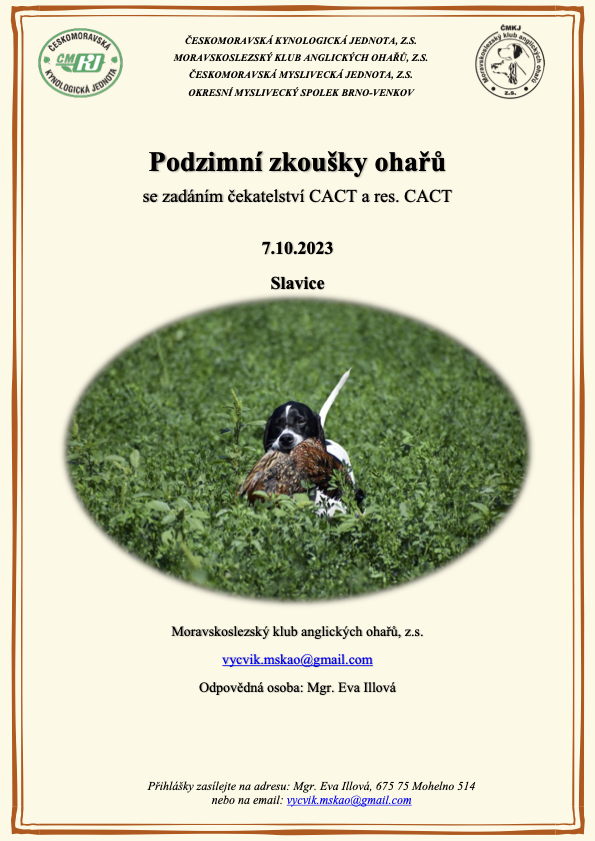 ČESKOMORAVSKÁ
ČMKJ
KYNOLOGICKÁ JEDNOTA
ČESKOMORAVSKÁ KYNOLOGICKÁ JEDNOTA, Z.S.
MORAVSKOSLEZSKÝ KLUB ANGLICKÝCH OHAŘŮ, Z.S.
ČESKOMORAVSKÁ MYSLIVECKÁ JEDNOTA, Z.S.
OKRESNÍ MYSLIVECKÝ SPOLEK BRNO-VENKOV
ČMKJ
Moravskoslezský klub anglických ohařů
z.s.
Podzimní zkoušky ohařů
se zadáním čekatelství CACT a res. CACT
7.10.2023
Slavice
Moravskoslezský klub anglických ohařů, z.s.
vycvik.mskao@gmail.com
Odpovědná osoba: Mgr. Eva Illová
Přihlášky zasílejte na adresu: Mgr. Eva Illová, 675 75 Mohelno 514
nebo na email: vycvik.mskao@gmail.com